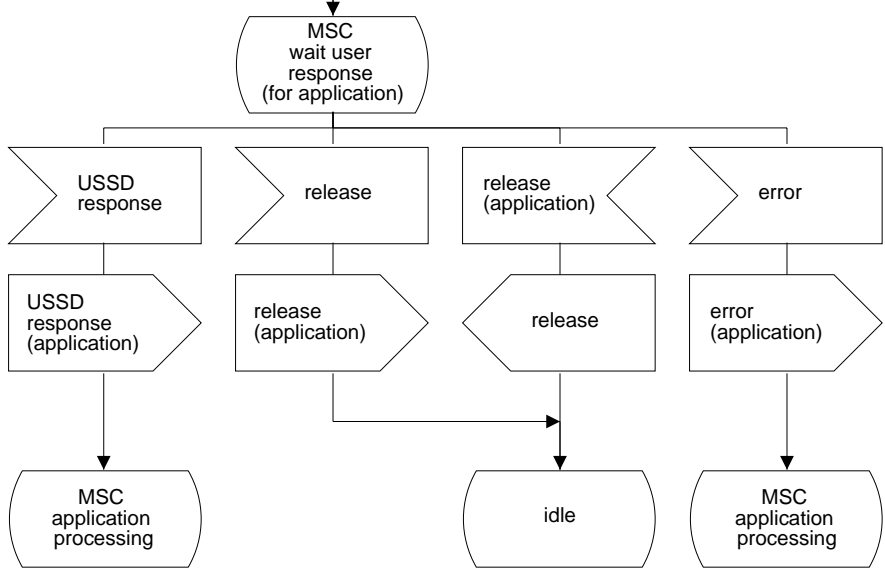 MSC
wait user
response
(for application)
USSD
response
release
release
(application)
error
USSD
response
(application)
release
(application)
release
error
(application)
MSC
application
processing
idle
MSC
application
processing